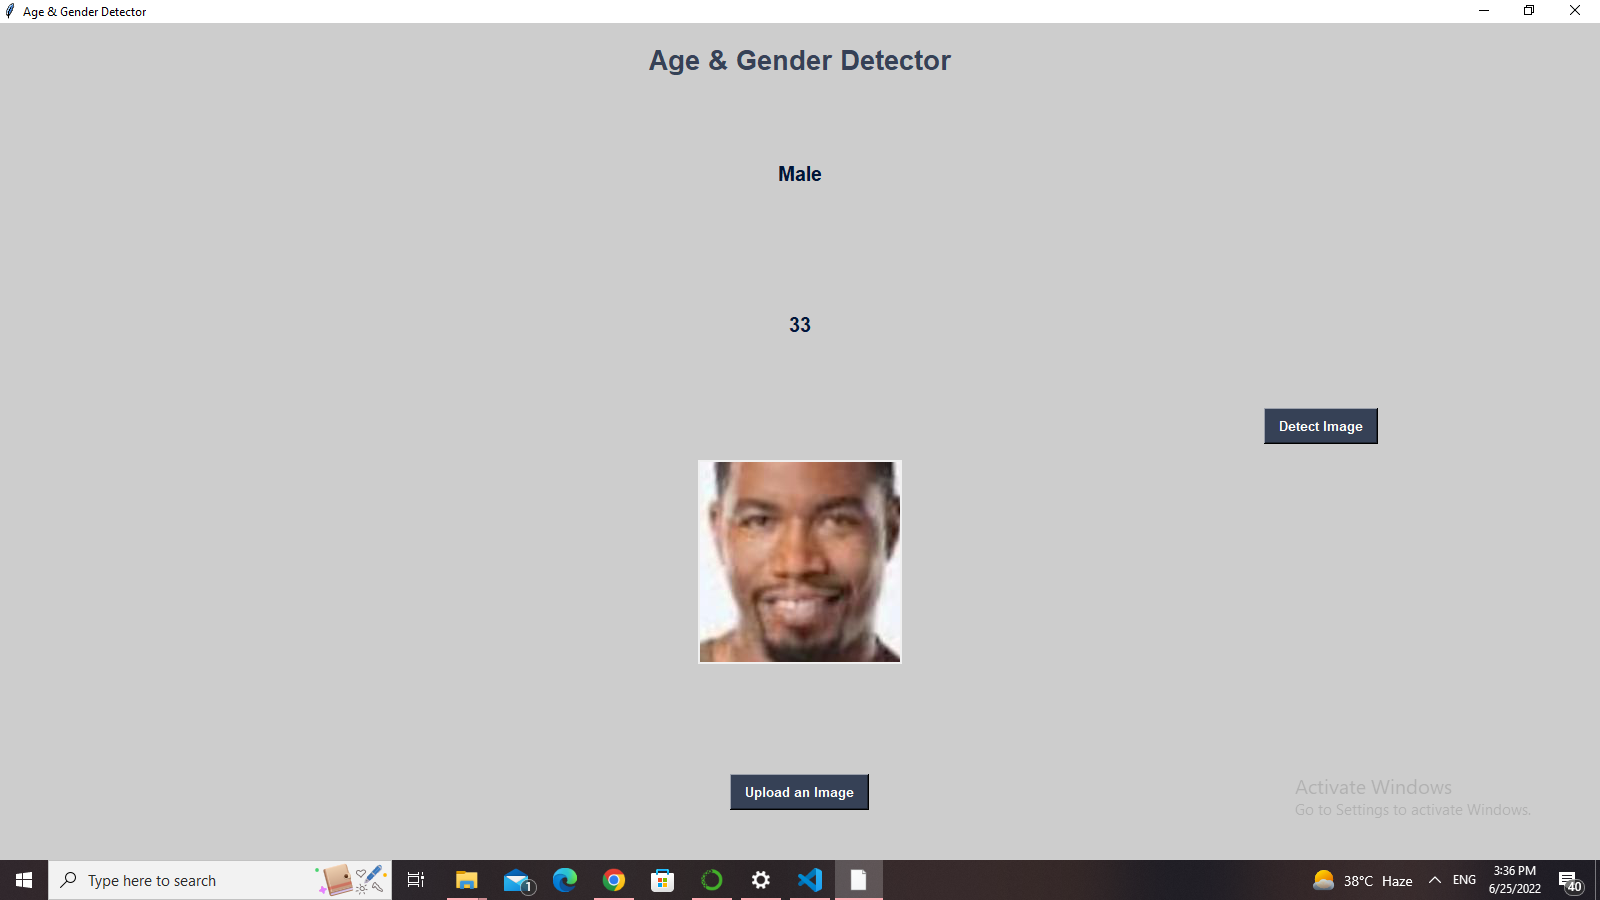 Age & Gender Detector
Age & Gender Detector
Male
33
Detect Image
Upload an Image
Activate Windows
Go to Settings to activate Windows.
Type here to search
1
38°C Haze
ENG
3:36 PM
6/25/2022
40